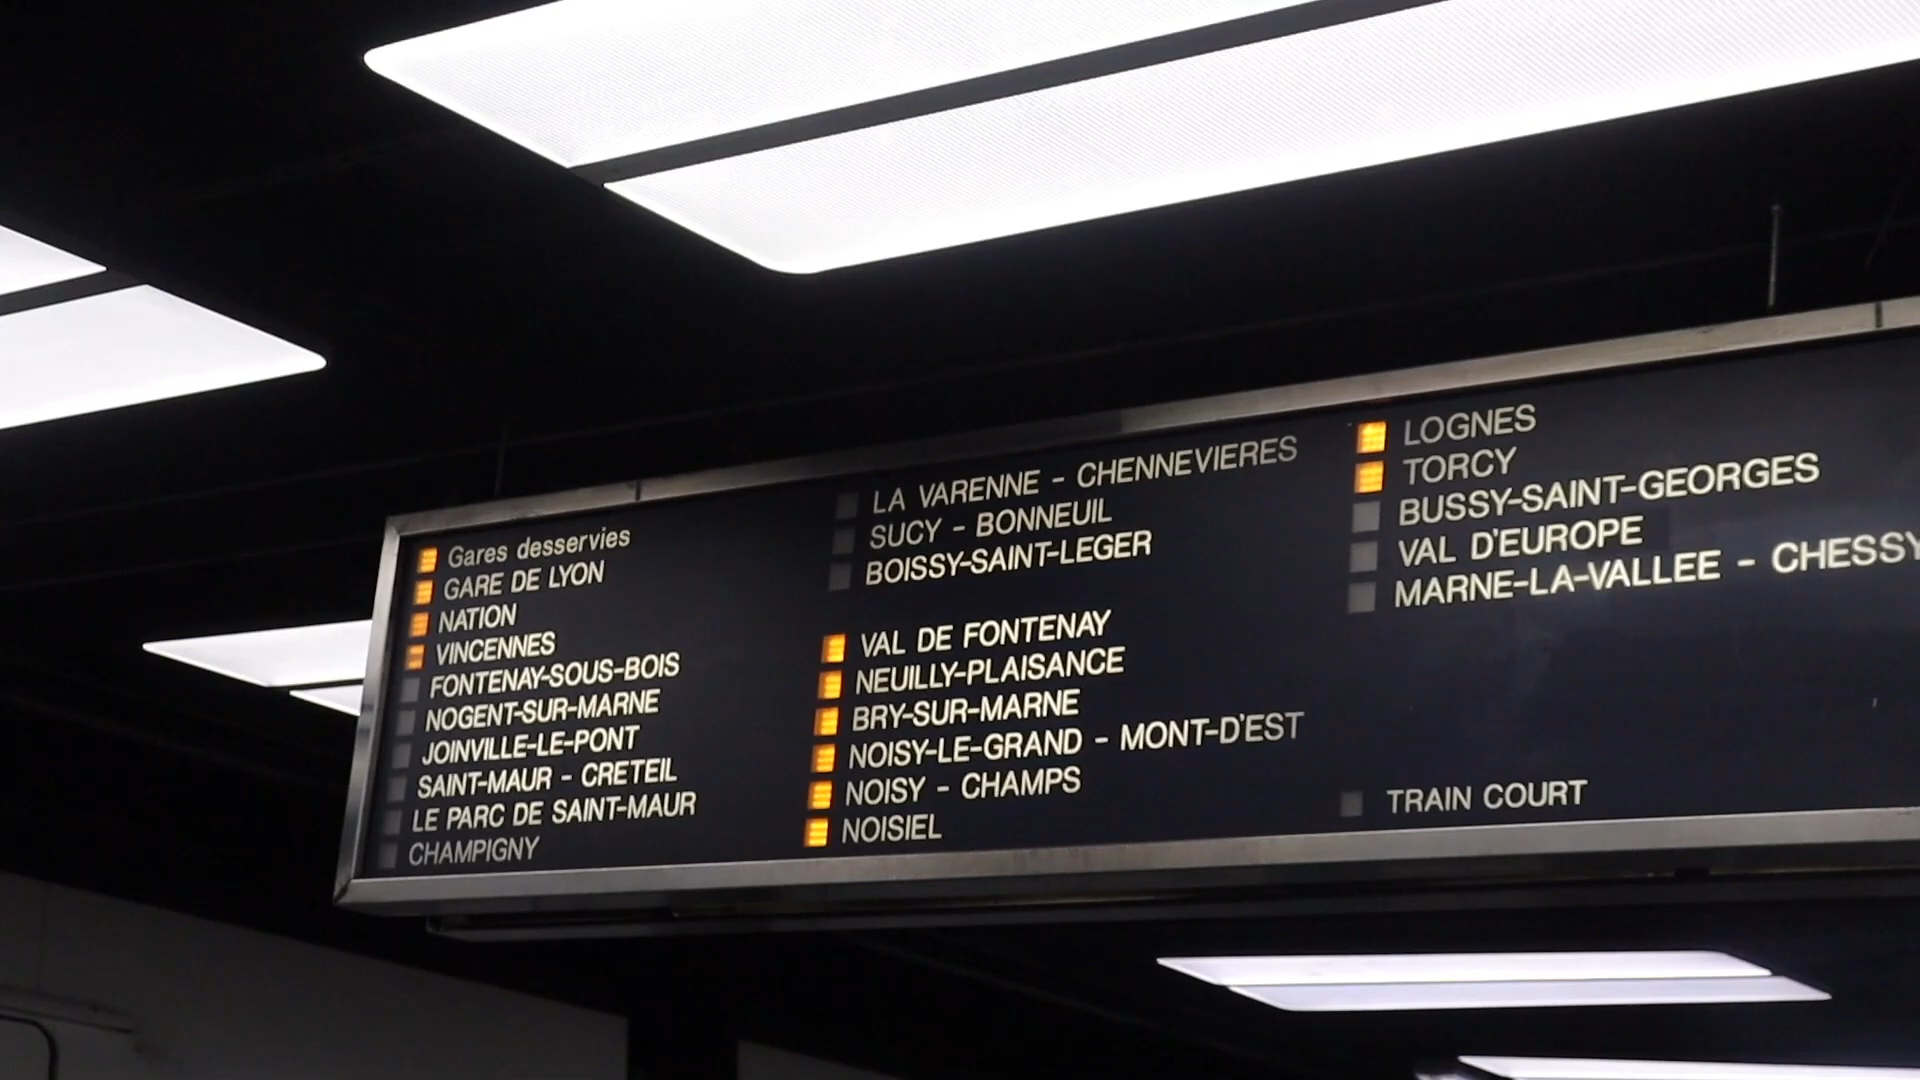 Gares desservies
GARE DE LYON
NATION
VINCENNES
FONTENAY-SOUS-BOIS
NOGENT-SUR-MARNE
JOINVILLE-LE-PONT
SAINT-MAUR - CRETEIL
LE PARC DE SAINT-MAUR
CHAMPIGNY
LA VARENNE - CHENNEVIERES
SUCY - BONNEUIL
BOISSY-SAINT-LEGER
VAL DE FONTENAY
NEUILLY-PLAISANCE
BRY-SUR-MARNE
NOISY-LE-GRAND - MONT-D'EST
NOISY - CHAMPS
NOISIEL
LOGNES
TORCY
BUSSY-SAINT-GEORGES
VAL D'EUROPE
MARNE-LA-VALLEE - CHESSY
TRAIN COURT